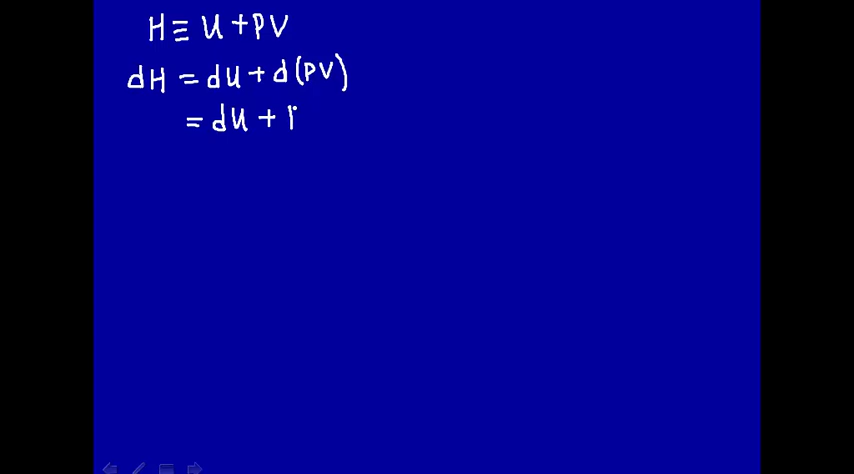 H ≡ U + PV
dH = dU + d(PV)
= dU +